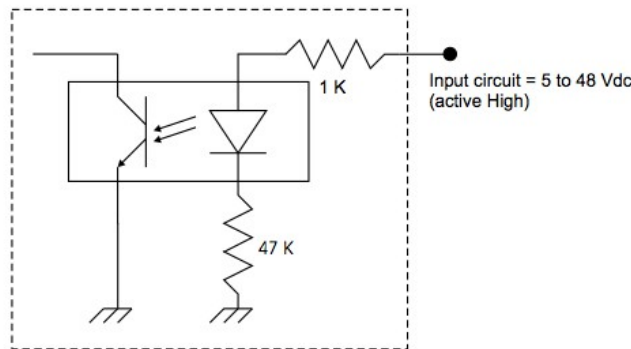 1 K
Input circuit = 5 to 48 Vdc
(active High)
47 K